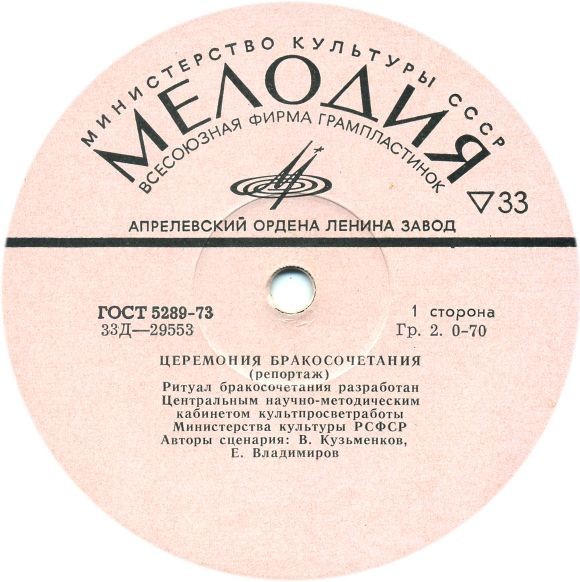 МИНИСТЕРСТВО КУЛЬТУРЫ СССР
МЕЛОДИЯ
ВСЕСОЮЗНАЯ ФИРМА ГРАМПЛАСТИНОК
33
АПРЕЛЕВСКИЙ ОРДЕНА ЛЕНИНА ЗАВОД
ГОСТ 5289-73
33Д—29553
1 сторона
Гр. 2. 0-70
ЦЕРЕМОНИЯ БРАКОСОЧЕТАНИЯ
(репортаж)
Ритуал бракосочетания разработан
Центральным научно-методическим
кабинетом культпросветработы
Министерства культуры РСФСР
Авторы сценария: В. Кузьменков,
Е. Владимиров